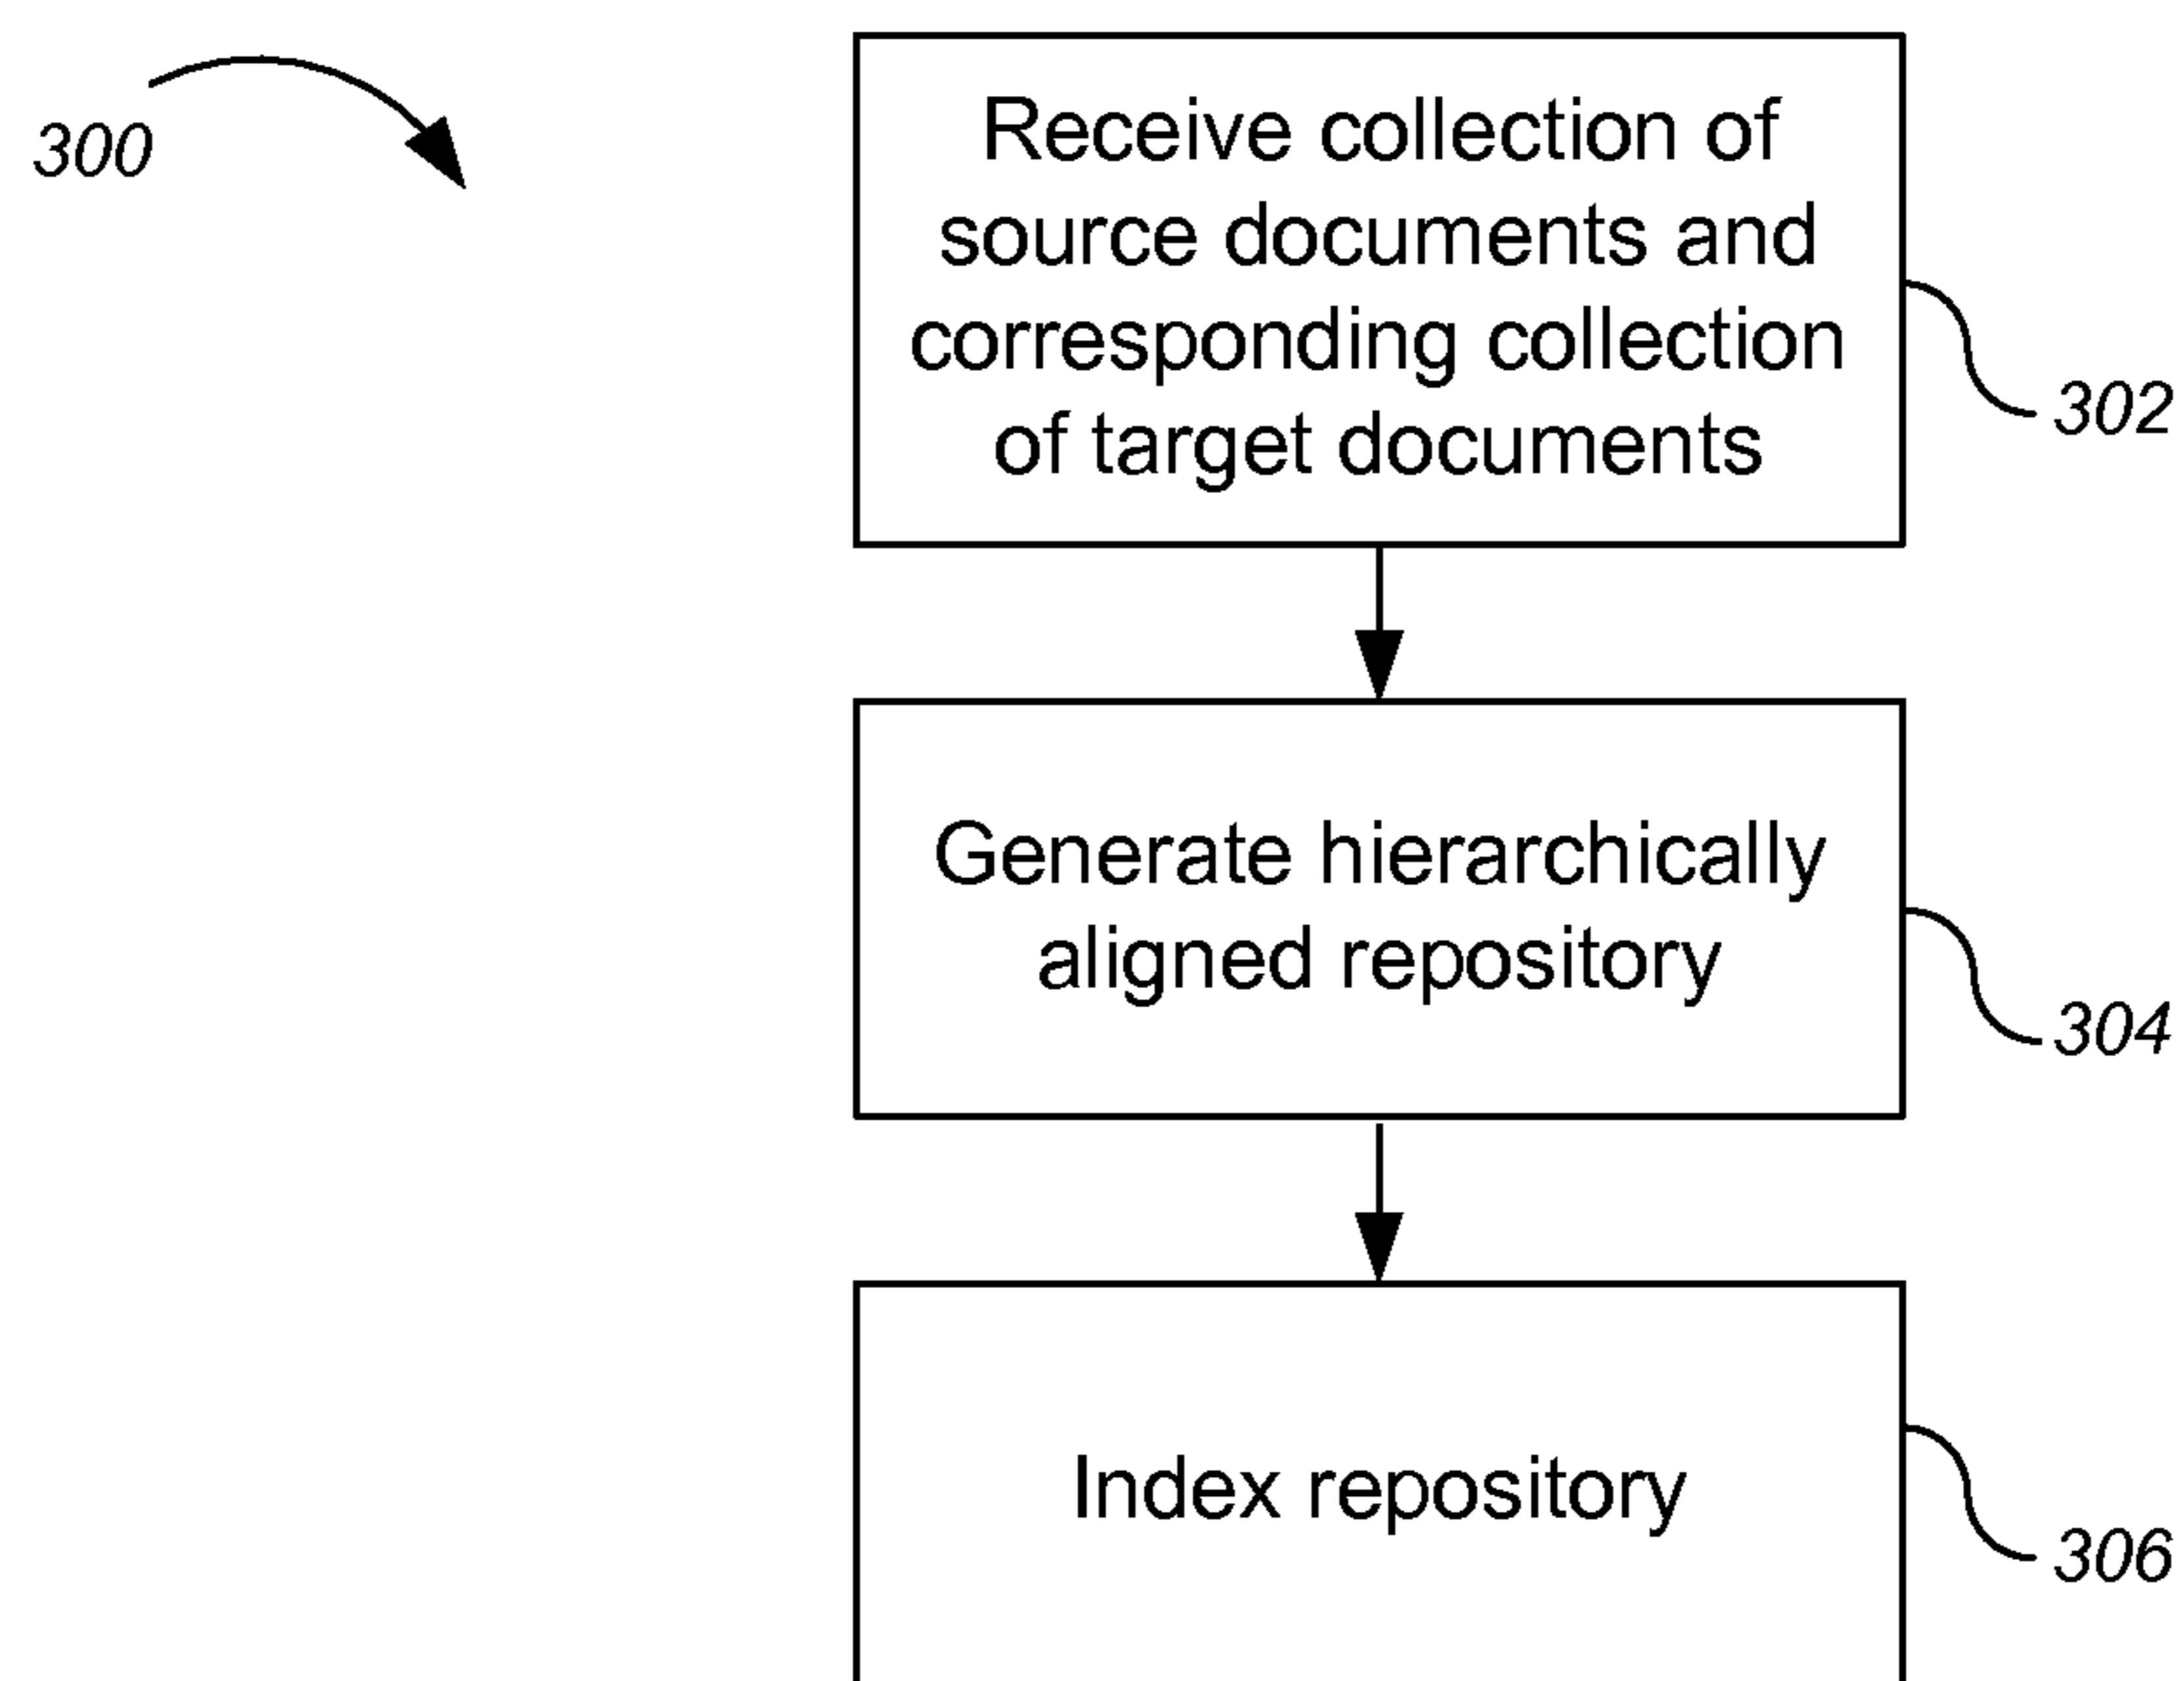 300
Receive collection of
source documents and
corresponding collection
of target documents
302
Generate hierarchically
aligned repository
304
Index repository
306